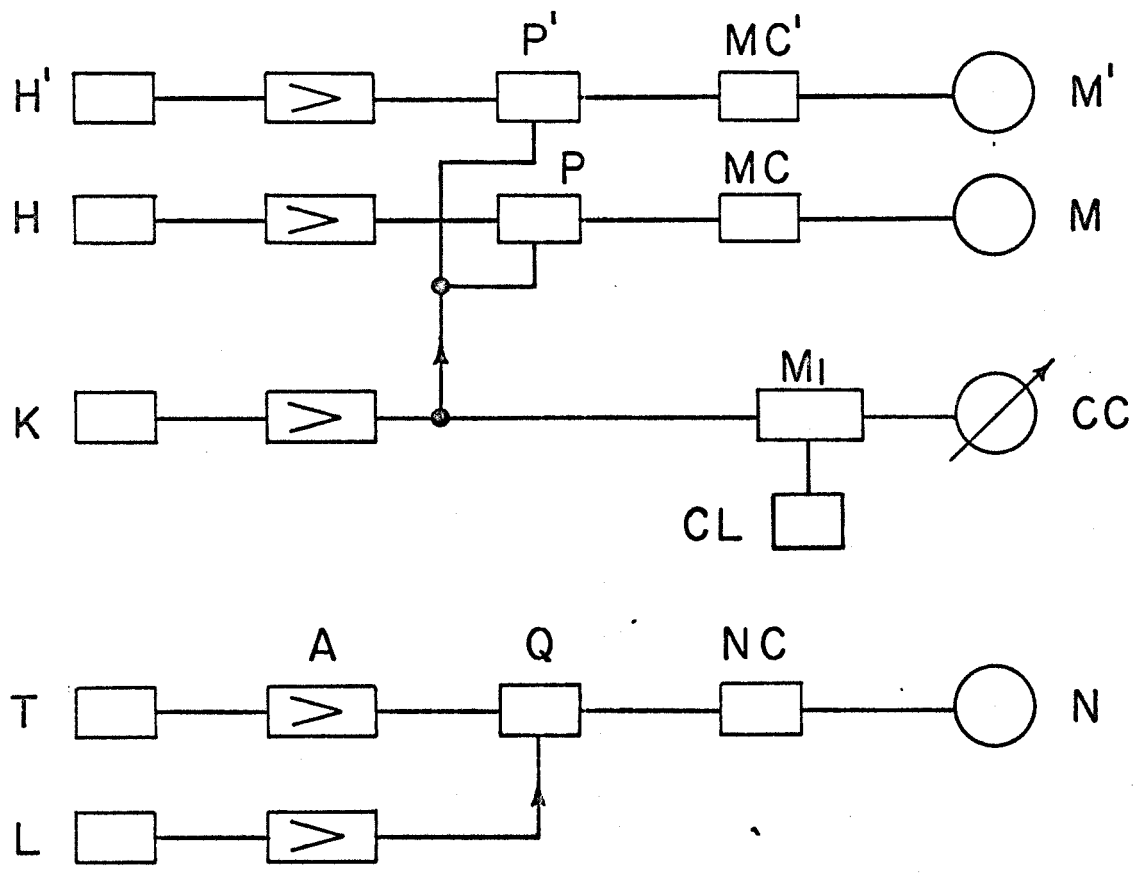 P' MC'
H' > M'
P MC
H > M
M1
K > CC
CL
A Q NC
T > N
L >